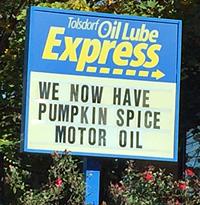 Tolsdorf Oil Lube
Express
WE NOW HAVE
PUMPKIN SPICE
MOTOR OIL